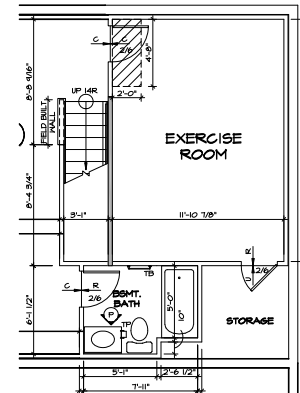 C
C
2/6
4'-8"
8'-8 9/16"
UP 14R
2'-0"
FIELD BUILT
WALL
EXERCISE
ROOM
8'-4 3/4"
3'-1"
11'-10 7/8"
R
C
R
2/6
TB
U
2/6
BSMT.
BATH
5'-0"
6'-1 1/2"
P
TP
10"
STORAGE
5'-1"
2'-6 1/2"
7'-11"